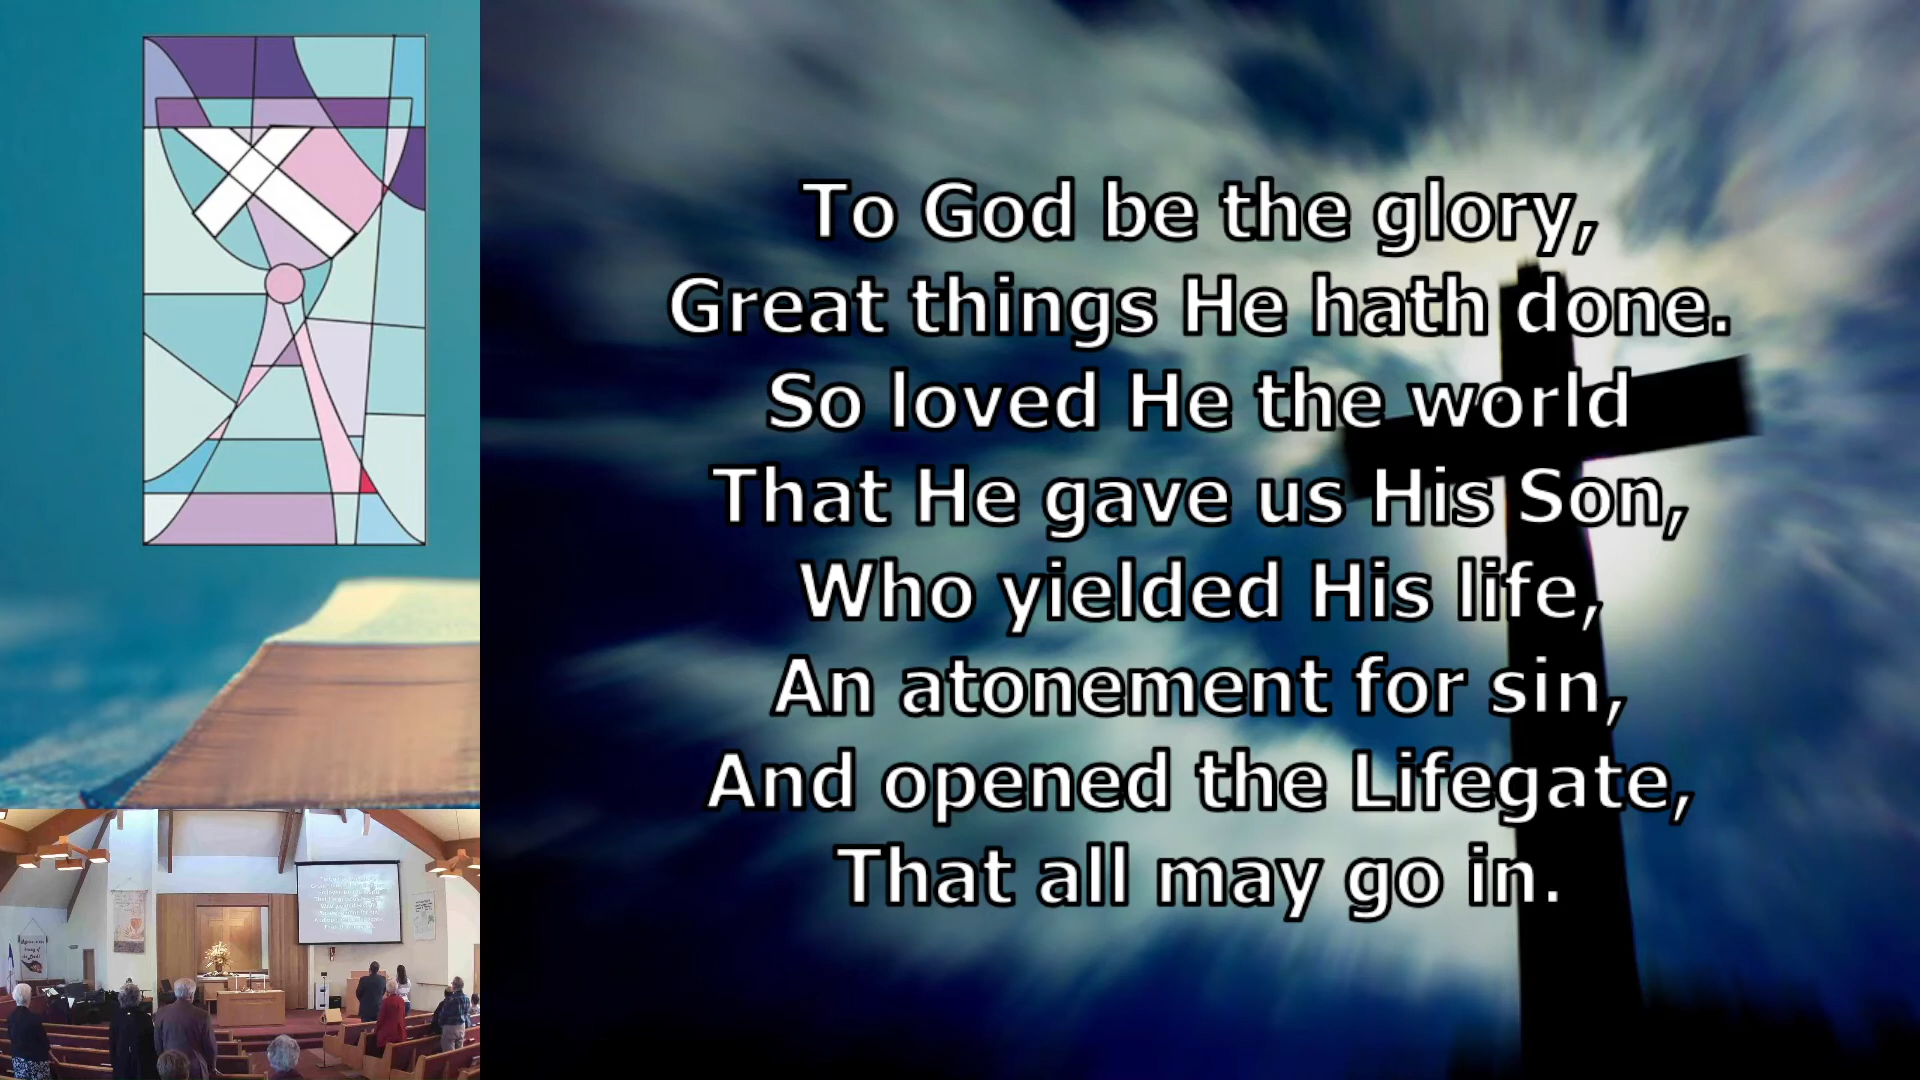 To God be the glory,
Great things He hath done.
So loved He the world
That He gave us His Son,
Who yielded His life,
An atonement for sin,
And opened the Lifegate,
That all may go in.